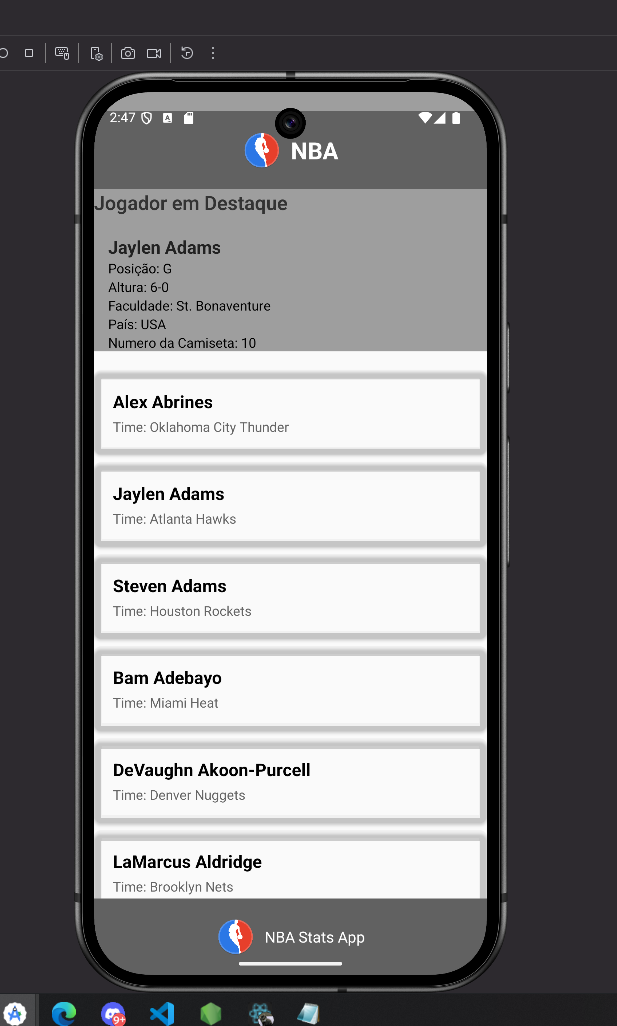 2:47
NBA
Jogador em Destaque
Jaylen Adams
Posição: G
Altura: 6-0
Faculdade: St. Bonaventure
País: USA
Numero da Camiseta: 10
Alex Abrines
Time: Oklahoma City Thunder
Jaylen Adams
Time: Atlanta Hawks
Steven Adams
Time: Houston Rockets
Bam Adebayo
Time: Miami Heat
DeVaughn Akoon-Purcell
Time: Denver Nuggets
LaMarcus Aldridge
Time: Brooklyn Nets
NBA Stats App
9+